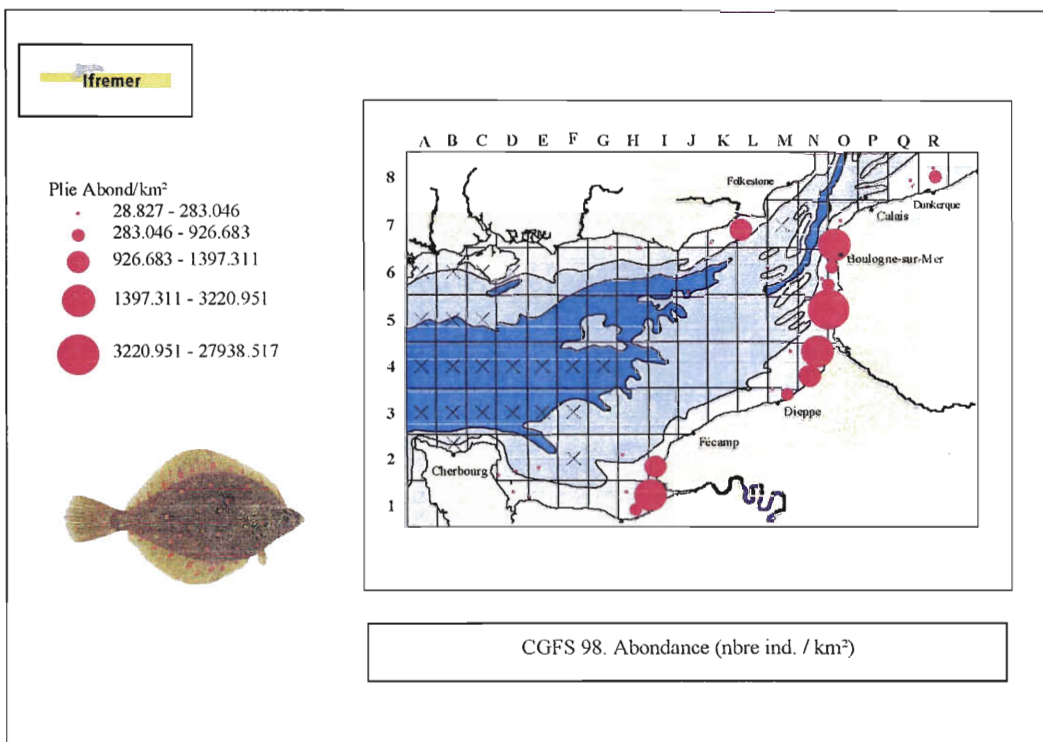 Ifremer
Plie Abond/km²
28.827 - 283.046
283.046 - 926.683
926.683 - 1397.311
1397.311 - 3220.951
3220.951 - 27938.517
A B C D E F G H I J K L M N O P Q R
8
7
6
5
4
3
2
1
Folkestone
Dunkerque
Calais
Boulogne-sur-Mer
Dieppe
Fécamp
Cherbourg
CGFS 98. Abondance (nbre ind. / km²)